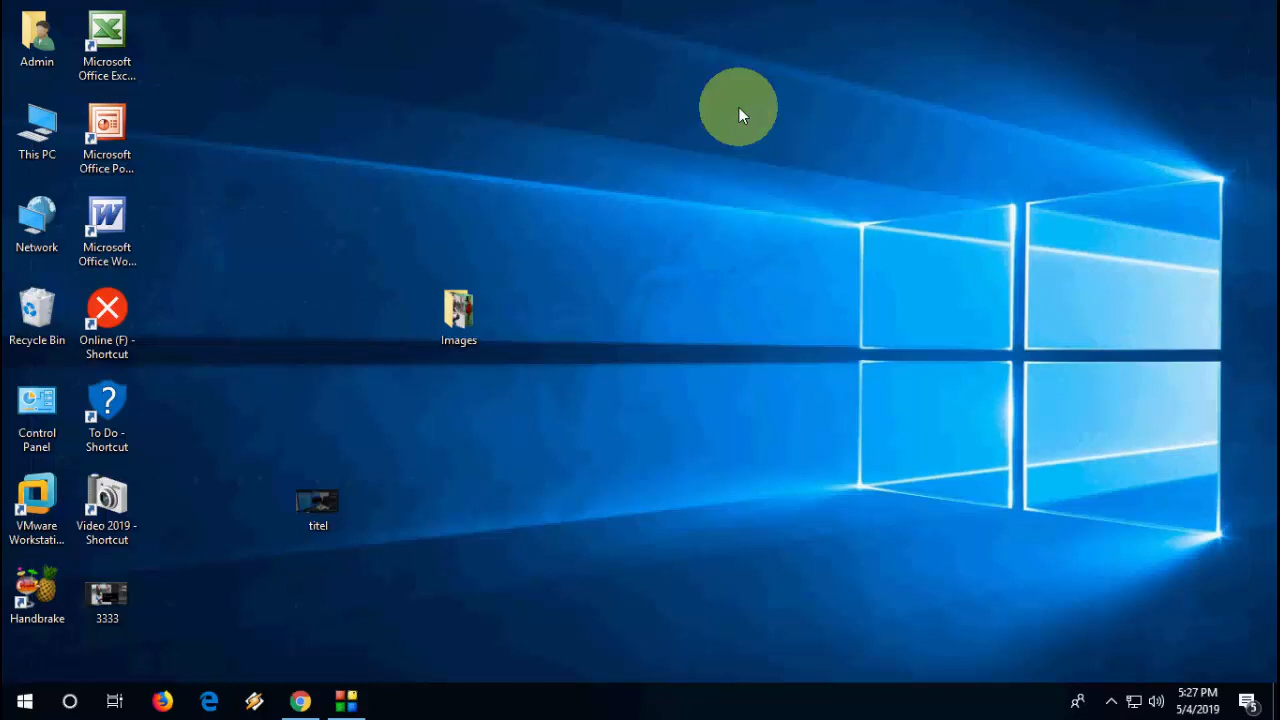 Admin
Microsoft
Office Exc...
This PC
Microsoft
Office Po...
Network
Microsoft
Office Wo...
Recycle Bin
Online (F) -
Shortcut
Images
Control
Panel
To Do -
Shortcut
VMware
Workstati...
Video 2019 -
Shortcut
titel
Handbrake
3333
5:27 PM
5/4/2019
5